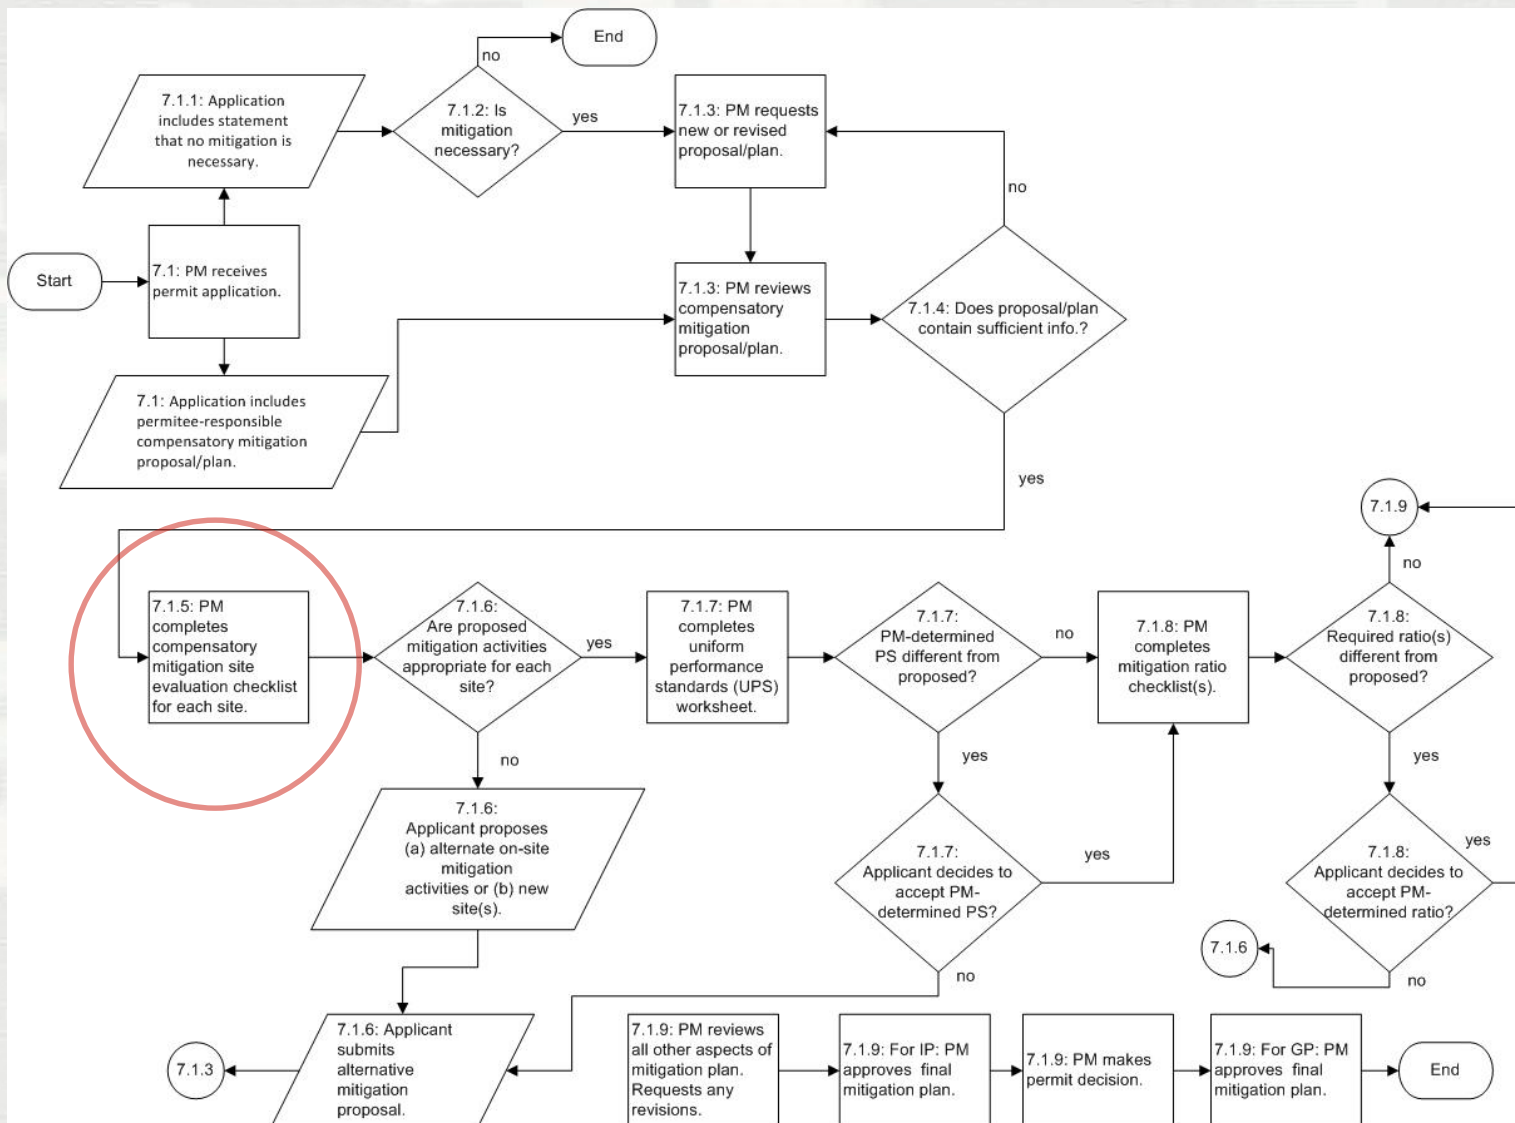 End
no
7.1.1: Application
includes statement
that no mitigation is
necessary.
7.1.2: Is
mitigation
necessary?
yes
7.1.3: PM requests
new or revised
proposal/plan.
no
Start
7.1: PM receives
permit application.
7.1.3: PM reviews
compensatory
mitigation
proposal/plan.
7.1.4: Does proposal/plan
contain sufficient info.?
7.1: Application includes
permitee-responsible
compensatory mitigation
proposal/plan.
yes
7.1.9
no
7.1.5: PM
completes
compensatory
mitigation site
evaluation checklist
for each site.
7.1.6:
Are proposed
mitigation activities
appropriate for each
site?
yes
7.1.7: PM
completes
uniform
performance
standards (UPS)
worksheet.
7.1.7:
PM-determined
PS different from
proposed?
no
7.1.8: PM
completes
mitigation ratio
checklist(s).
7.1.8:
Required ratio(s)
different from
proposed?
no
yes
yes
7.1.6:
Applicant proposes
(a) alternate on-site
mitigation
activities or (b) new
site(s).
7.1.7:
Applicant decides to
accept PM-
determined PS?
yes
7.1.8:
Applicant decides to
accept PM-
determined ratio?
yes
7.1.6
no
no
7.1.3
7.1.6: Applicant
submits
alternative
mitigation
proposal.
7.1.9: PM reviews
all other aspects of
mitigation plan.
Requests any
revisions.
7.1.9: For IP: PM
approves final
mitigation plan.
7.1.9: PM makes
permit decision.
7.1.9: For GP: PM
approves final
mitigation plan.
End